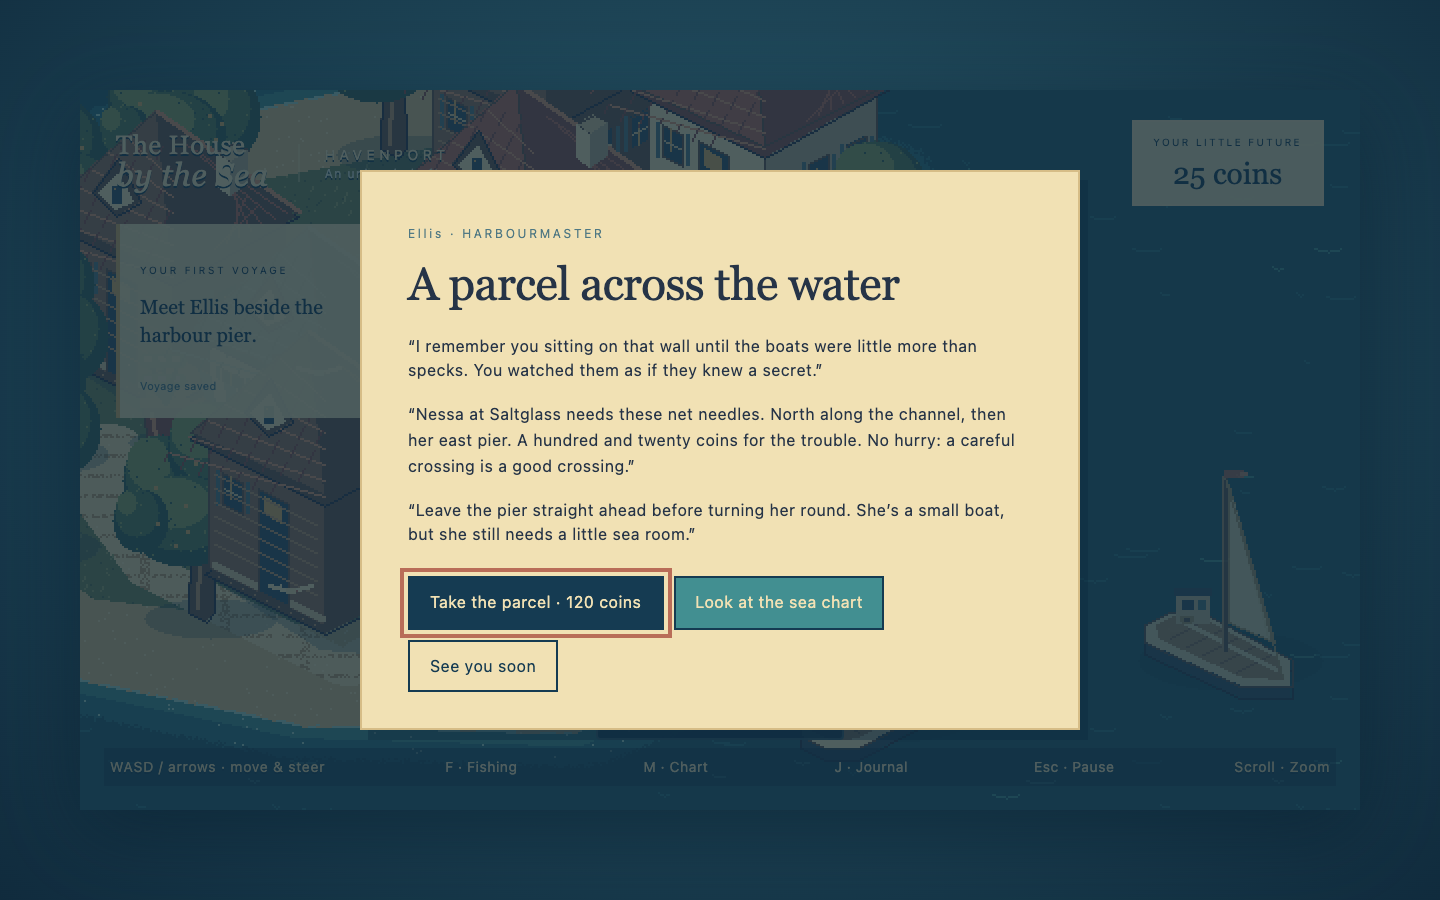 The House
by the Sea
HAVENPORT
YOUR LITTLE FUTURE
25 coins
YOUR FIRST VOYAGE
Meet Ellis beside the
harbour pier.
Voyage saved
Ellis · HARBOURMASTER
A parcel across the water
“I remember you sitting on that wall until the boats were little more than
specks. You watched them as if they knew a secret.”
“Nessa at Saltglass needs these net needles. North along the channel, then
her east pier. A hundred and twenty coins for the trouble. No hurry: a careful
crossing is a good crossing.”
“Leave the pier straight ahead before turning her round. She’s a small boat,
but she still needs a little sea room.”
Take the parcel · 120 coins
Look at the sea chart
See you soon
WASD / arrows · move & steer
F · Fishing
M · Chart
J · Journal
Esc · Pause
Scroll · Zoom